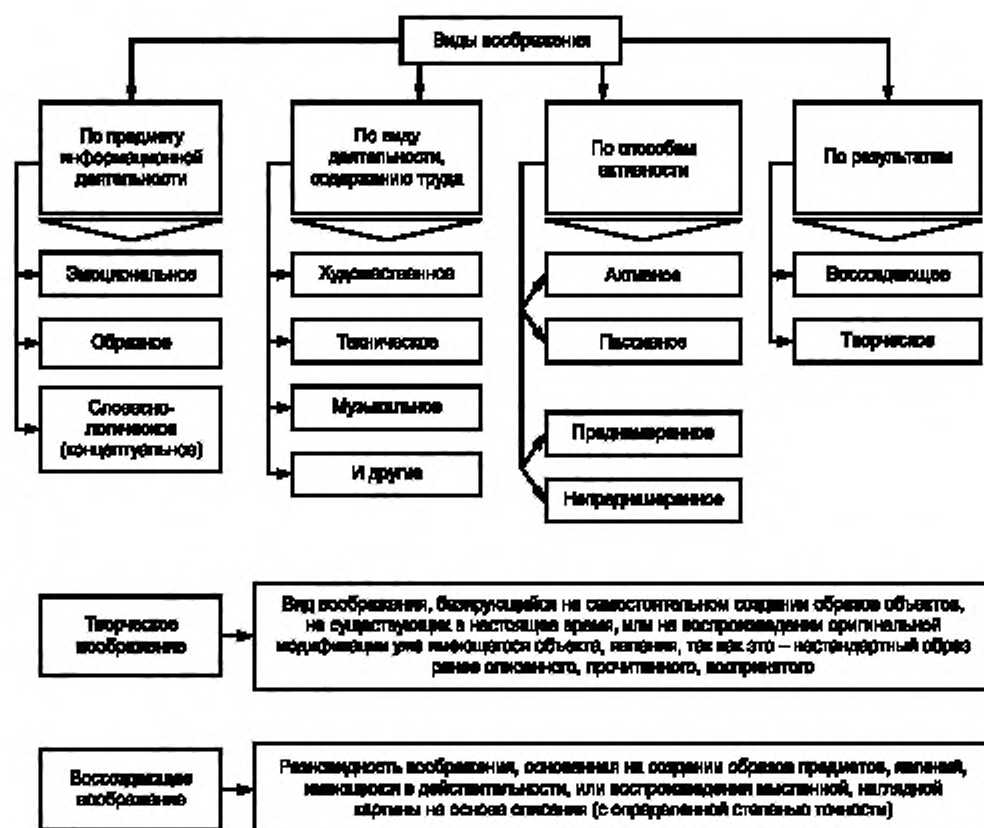 Виды воображения
По предмету
информационной
деятельности
Эмоциональное
Образное
Словесно-
логическое
(концептуальное)
По виду
деятельности,
содержанию труда
Художественное
Техническое
Музыкальное
И другие
По способам
активности
Активное
Пассивное
Преднамеренное
Непреднамеренное
По результатам
Воссоздающее
Творческое
Творческое
воображение
Вид воображения, базирующейся на самостоятельном создании образов объектов,
не существующих в настоящее время, или на воспроизведении оригинальной
модификации уже имеющегося объекта, явления, так как это – нестандартный образ
ранее описанного, прочитанного, воспринятого
Воссоздающее
воображение
Разновидность воображения, основанная на создании образов предметов, явлений,
имеющихся в действительности, или воспроизведения мысленной, наглядной
картины на основе описания (с определенной степенью точности)